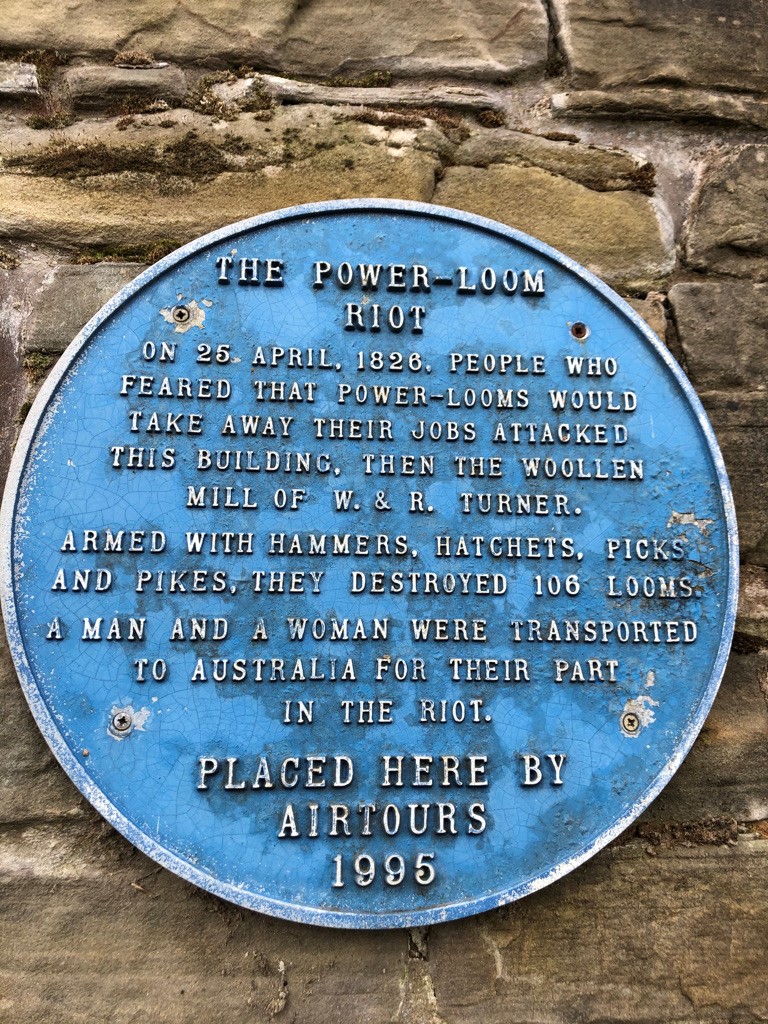 THE POWER-LOOM
RIOT
ON 25. APRIL, 1826, PEOPLE WHO
FEARED THAT POWER-LOOMS WOULD
TAKE AWAY THEIR JOBS ATTACKED
THIS BUILDING, THEN THE WOOLLEN
MILL OF W. & R. TURNER.
ARMED WITH HAMMERS, HATCHETS, PICKS
AND PIKES, THEY DESTROYED 106 LOOMS.
A MAN AND A WOMAN WERE TRANSPORTED
TO AUSTRALIA FOR THEIR PART
IN THE RIOT.
PLACED HERE BY
AIRTOURS
1995